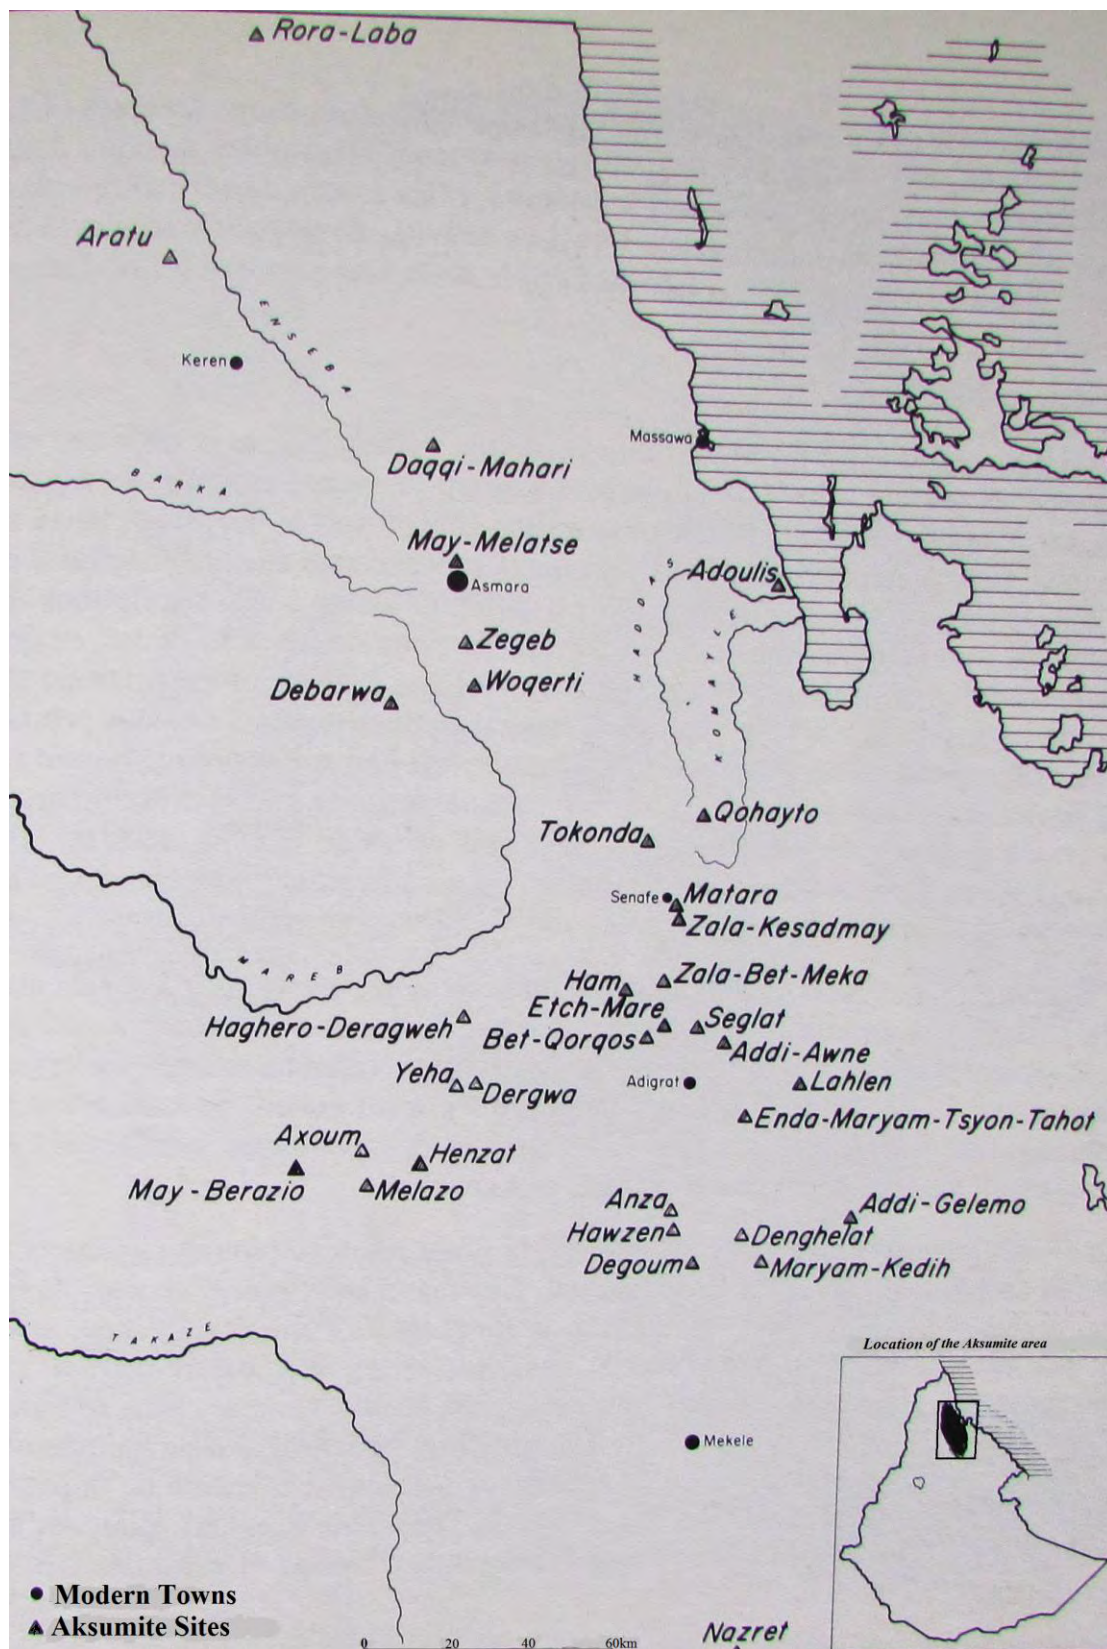 Rora-Laba
Aratu
ENSEBA
Keren
Massawa
Daqqi-Mahari
BARKA
May-Melatse
Asmara
HADDAS
Adoulis
KOMAYLE
Zegeb
Woqerti
Debarwa
Qohayto
Tokonda
Senafe
Matara
Zala-Kesadmay
MAREB
Ham
Zala-Bet-Meka
Etch-Mare
Seglat
Haghero-Deragweh
Bet-Qorqos
Addi-Awne
Yeha
Dergwa
Adigrat
Lahlen
Enda-Maryam-Tsyon-Tahot
Axoum
Henzat
May-Berazio
Melazo
Anza
Addi-Gelemo
Hawzen
Denghelat
Degoum
Maryam-Kedih
TAKAZE
Location of the Aksumite area
Mekele
Modern Towns
Aksumite Sites
0 20 40 60km
Nazret